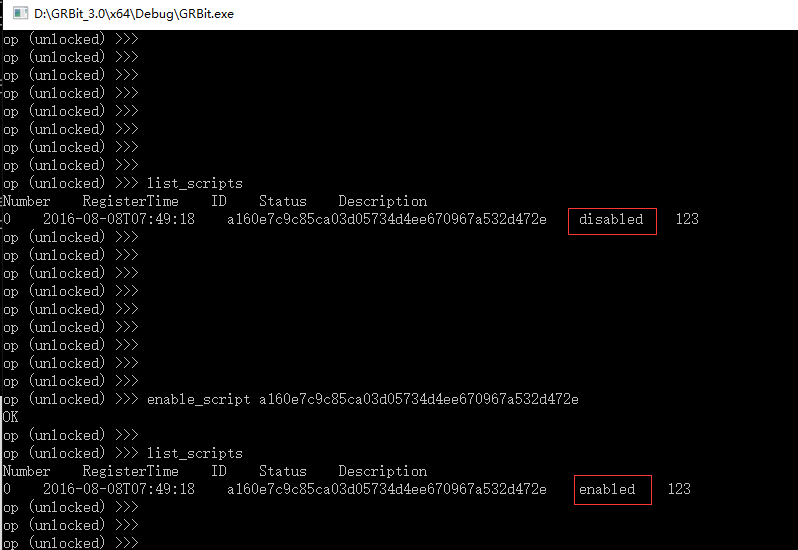 D:\GRBit_3.0\x64\Debug\GRBit.exe
op (unlocked) >>>
op (unlocked) >>>
op (unlocked) >>>
op (unlocked) >>>
op (unlocked) >>>
op (unlocked) >>>
op (unlocked) >>>
op (unlocked) >>>
op (unlocked) >>> list_scripts
Number    RegisterTime    ID    Status    Description
0    2016-08-08T07:49:18    a160e7c9c85ca03d05734d4ee670967a532d472e    disabled    123
op (unlocked) >>>
op (unlocked) >>>
op (unlocked) >>>
op (unlocked) >>>
op (unlocked) >>>
op (unlocked) >>>
op (unlocked) >>>
op (unlocked) >>>
op (unlocked) >>>
op (unlocked) >>> enable_script a160e7c9c85ca03d05734d4ee670967a532d472e
OK
op (unlocked) >>>
op (unlocked) >>> list_scripts
Number    RegisterTime    ID    Status    Description
0    2016-08-08T07:49:18    a160e7c9c85ca03d05734d4ee670967a532d472e    enabled    123
op (unlocked) >>>
op (unlocked) >>>
op (unlocked) >>>